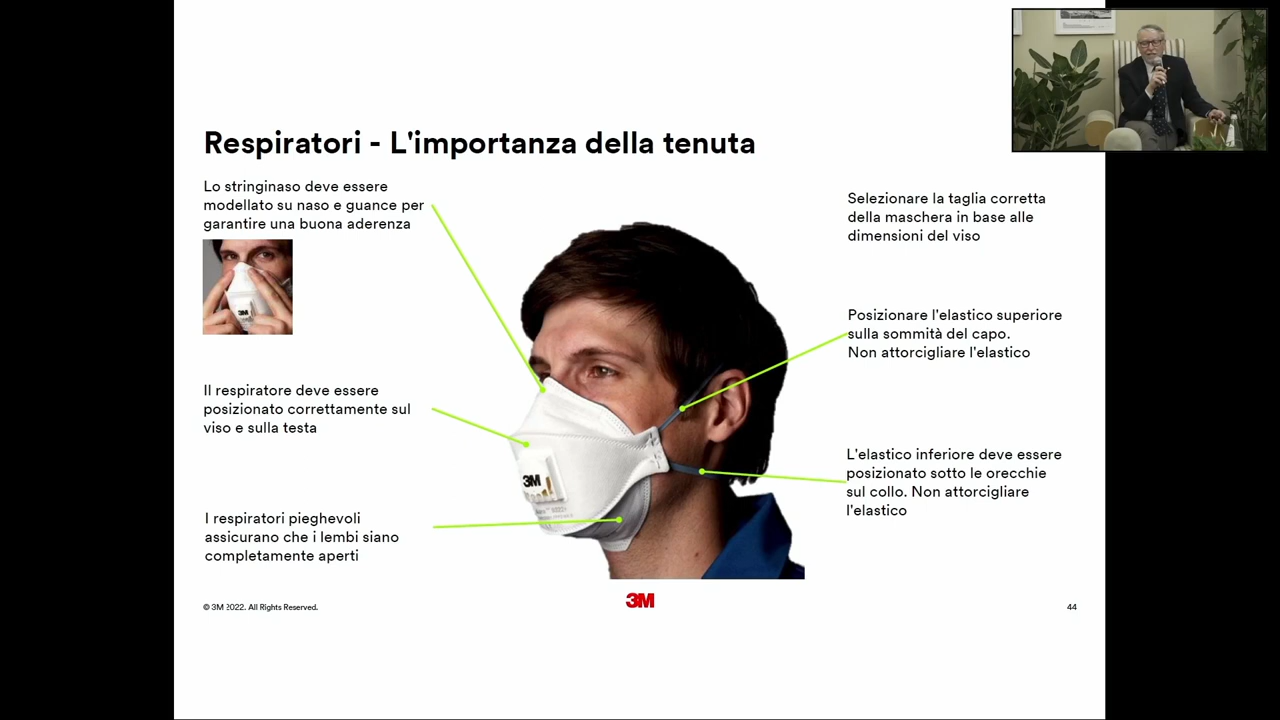 Respiratori - L'importanza della tenuta
Lo stringinaso deve essere
modellato su naso e guance per
garantire una buona aderenza
3M
Il respiratore deve essere
posizionato correttamente sul
viso e sulla testa
I respiratori pieghevoli
assicurano che i lembi siano
completamente aperti
3M
Selezionare la taglia corretta
della maschera in base alle
dimensioni del viso
Posizionare l'elastico superiore
sulla sommità del capo.
Non attorcigliare l'elastico
L'elastico inferiore deve essere
posizionato sotto le orecchie
sul collo. Non attorcigliare
l'elastico
© 3M 2022. All Rights Reserved.
3M
44